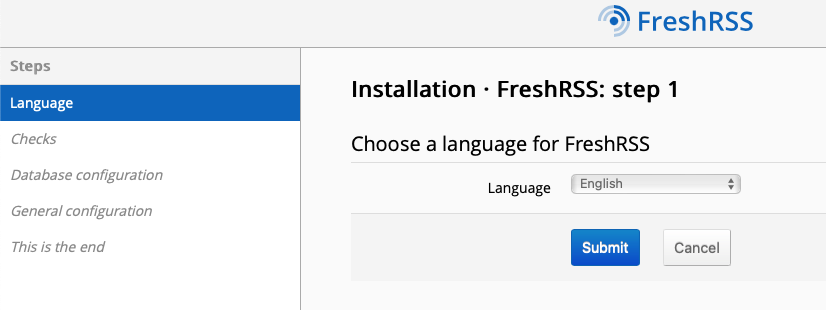 FreshRSS
Steps
Language
Checks
Database configuration
General configuration
This is the end
Installation · FreshRSS: step 1
Choose a language for FreshRSS
Language English
Submit Cancel